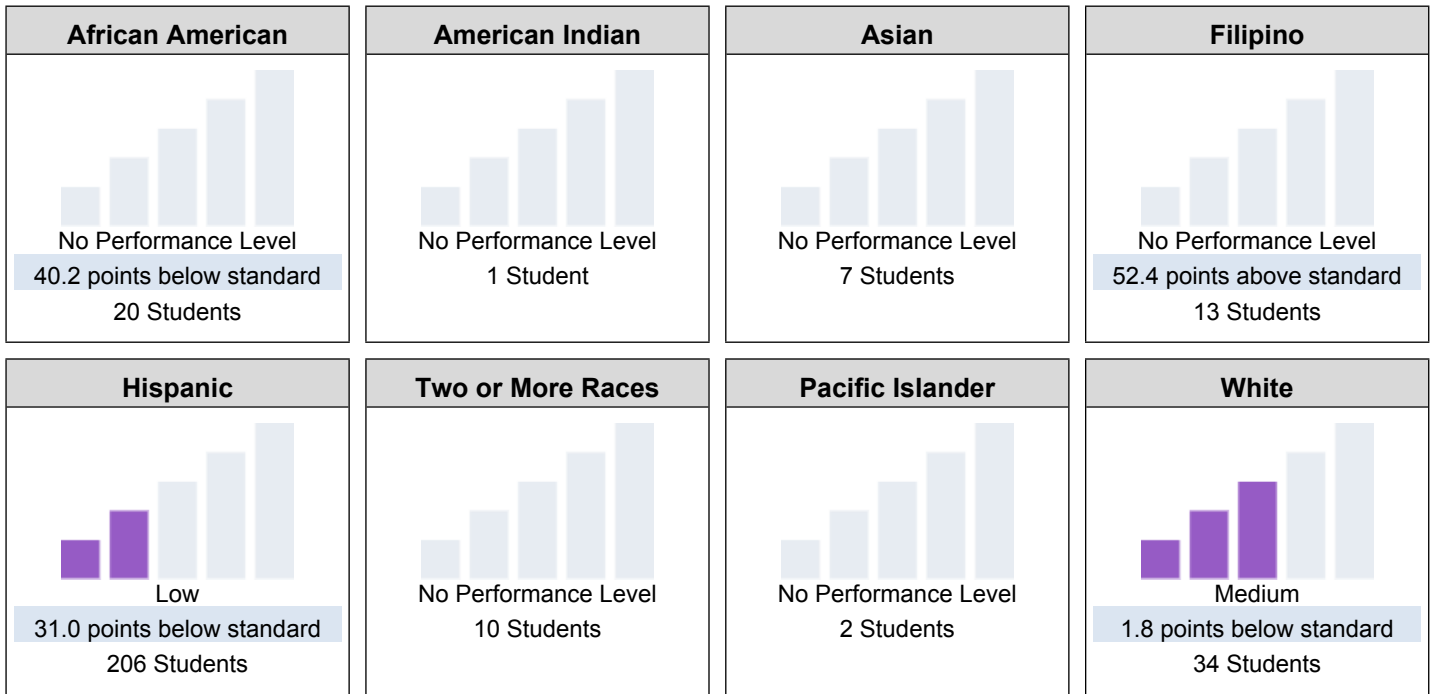 African American
No Performance Level
40.2 points below standard
20 Students
American Indian
No Performance Level
1 Student
Asian
No Performance Level
7 Students
Filipino
No Performance Level
52.4 points above standard
13 Students
Hispanic
Low
31.0 points below standard
206 Students
Two or More Races
No Performance Level
10 Students
Pacific Islander
No Performance Level
2 Students
White
Medium
1.8 points below standard
34 Students